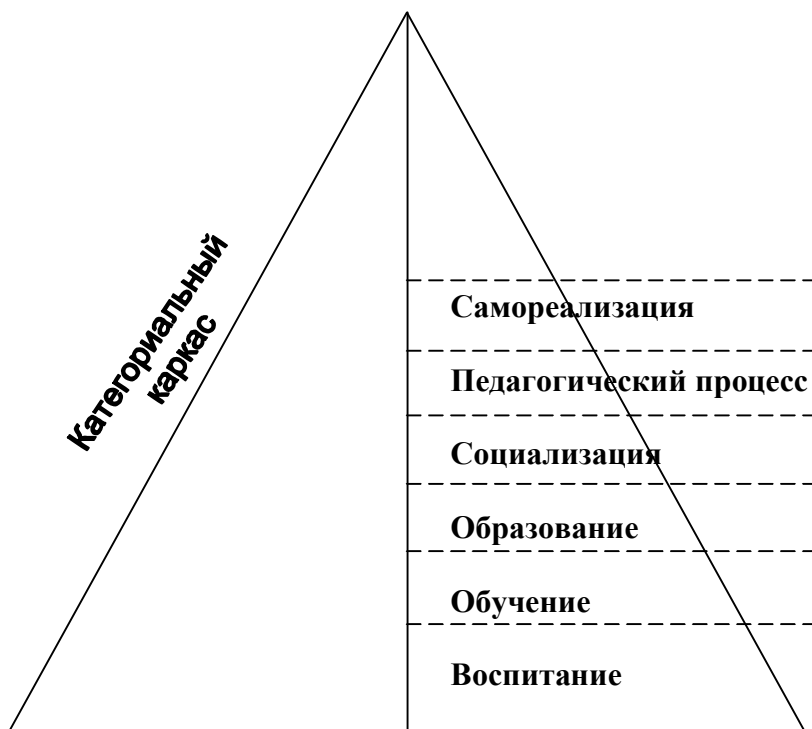 Категориальный
каркас
Самореализация
Педагогический процесс
Социализация
Образование
Обучение
Воспитание